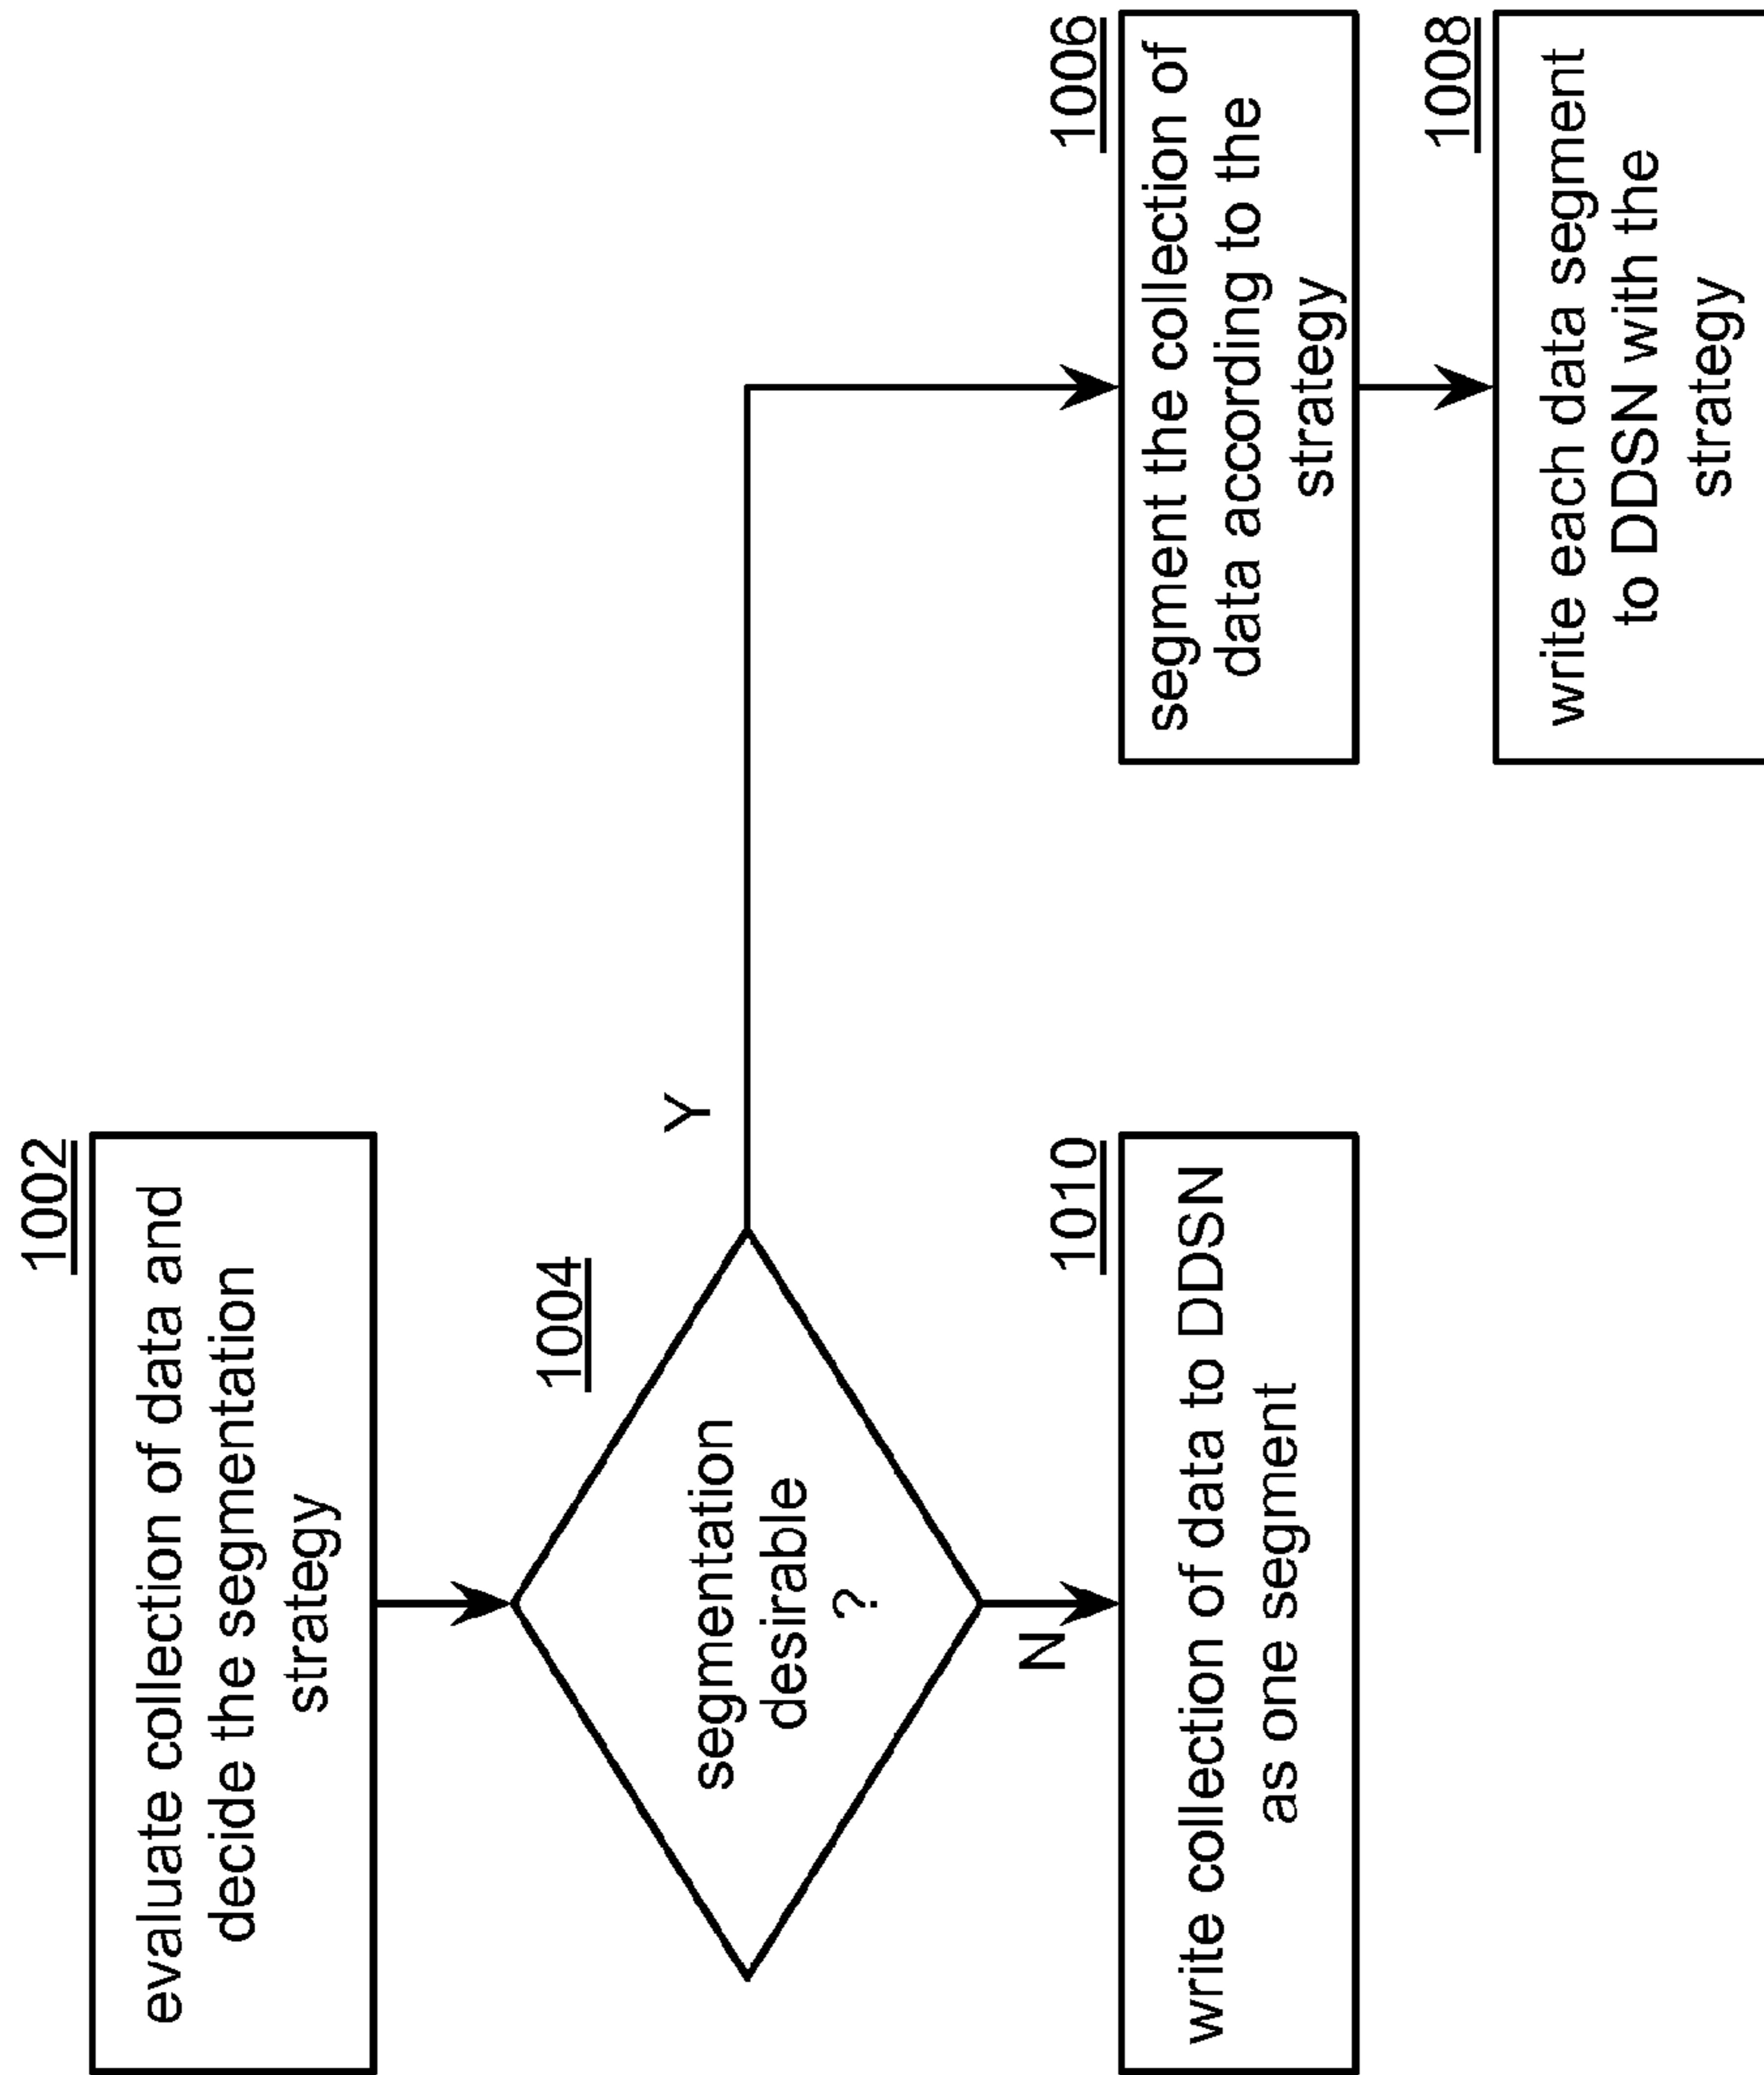 1002
evaluate collection of data and
decide the segmentation
strategy
1004
segmentation
desirable
?
Y
N
1010
write collection of data to DDSN
as one segment
1006
segment the collection of
data according to the
strategy
1008
write each data segment
to DDSN with the
strategy